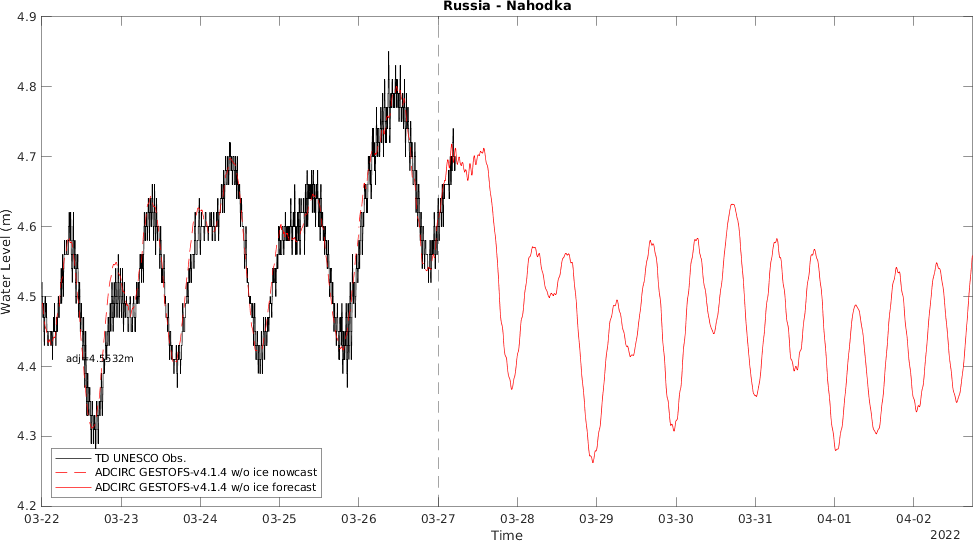 Russia - Nahodka
4.9
4.8
4.7
4.6
4.5
4.4
4.3
4.2
Water Level (m)
adj=4.5532m
TD UNESCO Obs.
ADCIRC GESTOFS-v4.1.4 w/o ice nowcast
ADCIRC GESTOFS-v4.1.4 w/o ice forecast
03-22 03-23 03-24 03-25 03-26 03-27 03-28 03-29 03-30 03-31 04-01 04-02
Time
2022